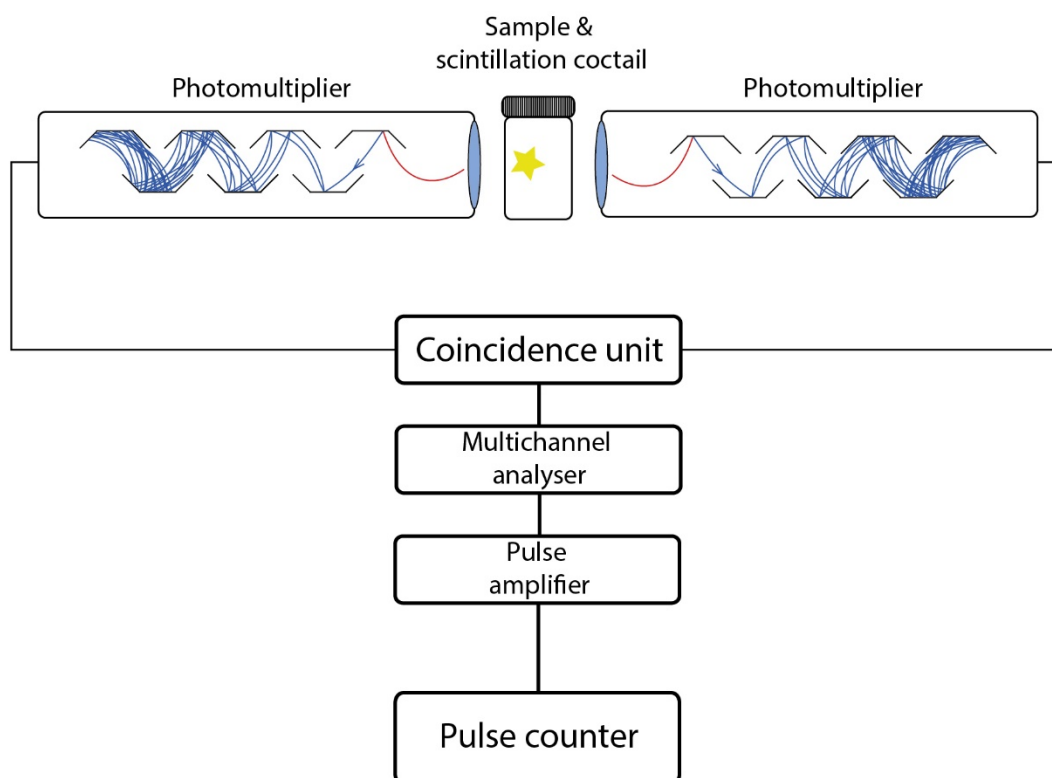 Sample &
scintillation coctail
Photomultiplier
Photomultiplier
Coincidence unit
Multichannel
analyser
Pulse
amplifier
Pulse counter